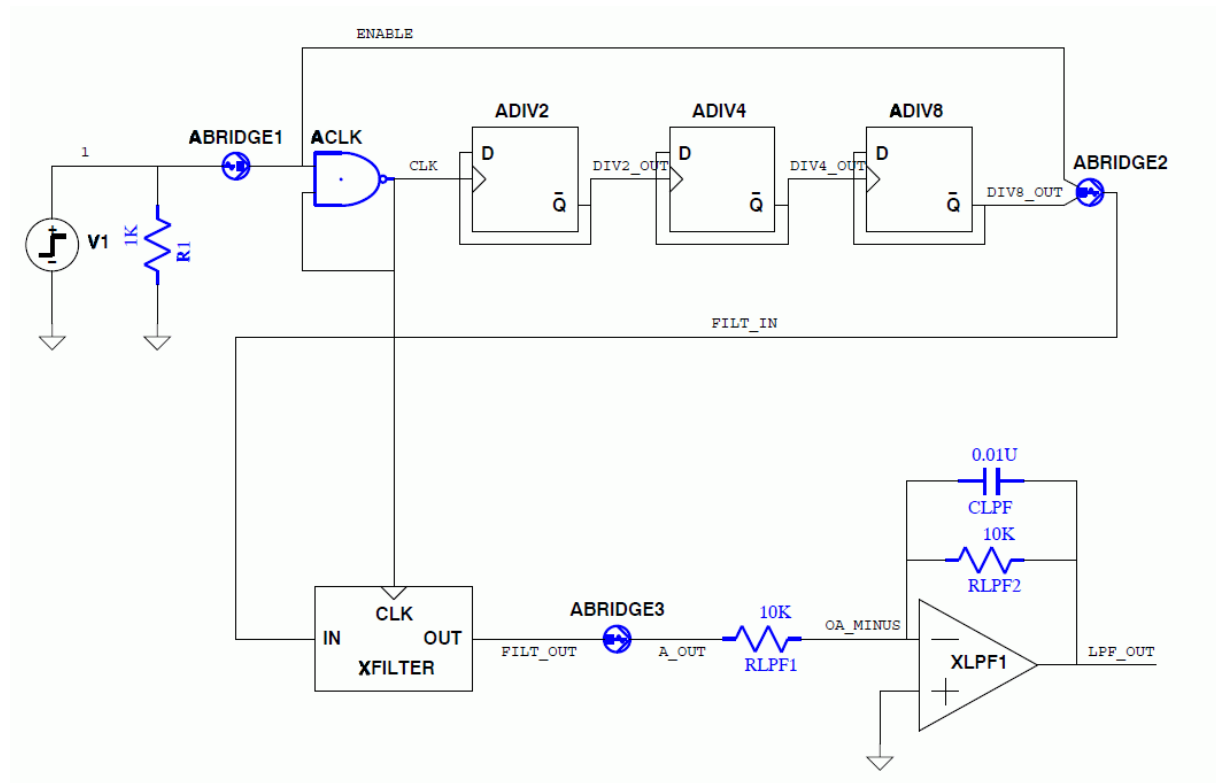 ENABLE
ADIV2
ADIV4
ADIV8
ABRIDGE1
ACLK
1
CLK
D
DIV2_OUT
D
DIV4_OUT
D
ABRIDGE2
Q̅
Q̅
Q̅
DIV8_OUT
V1
1K
R1
FILT_IN
0.01U
CLPF
10K
RLPF2
CLK
IN
OUT
XFILTER
ABRIDGE3
FILT_OUT
A_OUT
10K
RLPF1
OA_MINUS
XLPF1
LPF_OUT